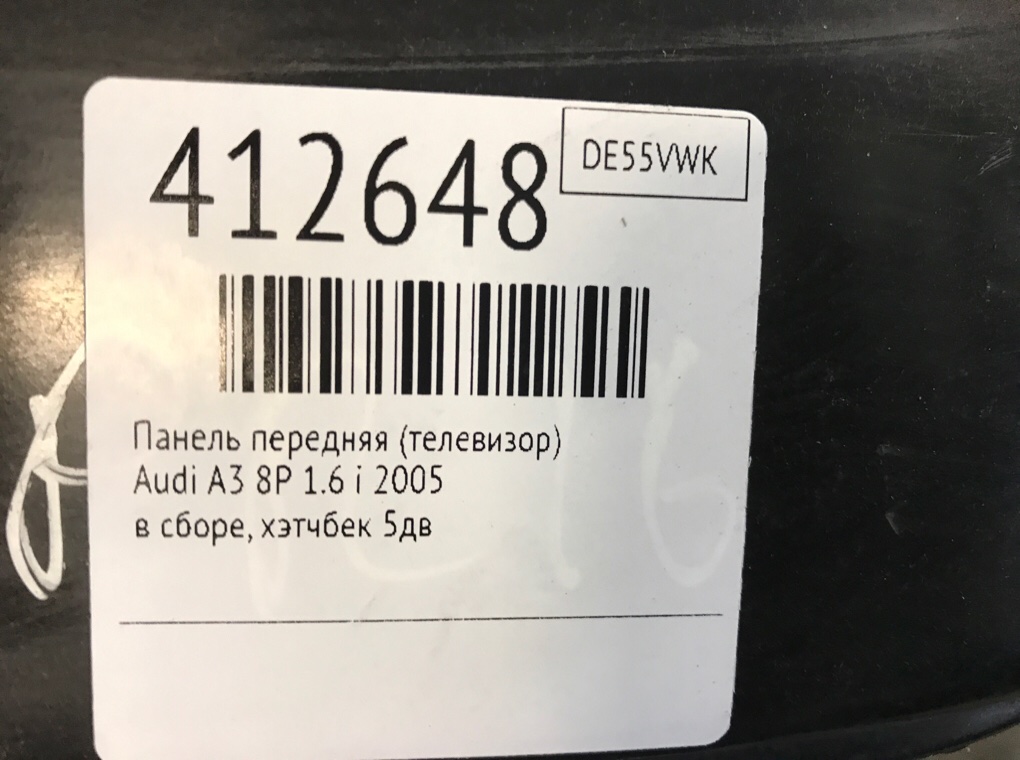 412648
DE55VWK
Панель передняя (телевизор)
Audi A3 8P 1.6 i 2005
в сборе, хэтчбек 5дв